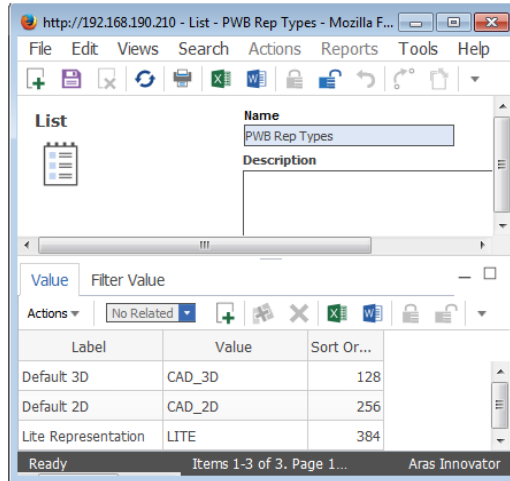 http://192.168.190.210 - List - PWB Rep Types - Mozilla F...
File Edit Views Search Actions Reports Tools Help
List
Name
PWB Rep Types
Description
Value Filter Value
Actions No Related
Label Value Sort Or...
Default 3D CAD_3D 128
Default 2D CAD_2D 256
Lite Representation LITE 384
Ready Items 1-3 of 3. Page 1... Aras Innovator